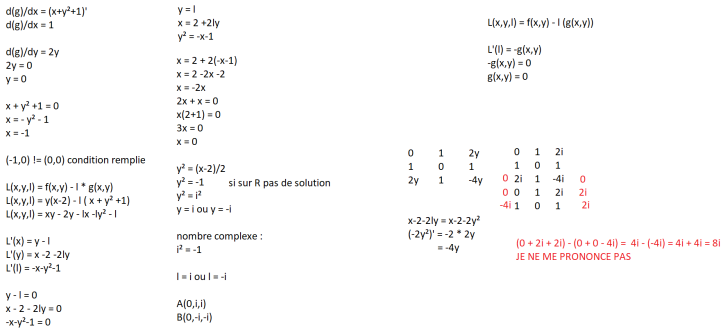 d(g)/dx = (x+y²+1)'
d(g)/dx = 1
d(g)/dy = 2y
2y = 0
y = 0
x + y² +1 = 0
x = - y² - 1
x = -1
(-1,0) != (0,0) condition remplie
L(x,y,l) = f(x,y) - l * g(x,y)
L(x,y,l) = y(x-2) - l ( x + y² +1)
L(x,y,l) = xy - 2y - lx -ly² - l
L'(x) = y - l
L'(y) = x -2 -2ly
L'(l) = -x-y²-1
y - l = 0
x - 2 - 2ly = 0
-x-y²-1 = 0
y = l
x = 2 +2ly
y² = -x-1
x = 2 + 2(-x-1)
x = 2 -2x -2
x = -2x
2x + x = 0
x(2+1) = 0
3x = 0
x = 0
y² = (x-2)/2
y² = -1 si sur R pas de solution
y² = i²
y = i ou y = -i
nombre complexe :
i² = -1
l = i ou l = -i
A(0,i,i)
B(0,-i,-i)
L(x,y,l) = f(x,y) - l (g(x,y))
L'(l) = -g(x,y)
-g(x,y) = 0
g(x,y) = 0
0 1 2y
1 0 1
2y 1 -4y
x-2-2ly = x-2-2y²
(-2y²)' = -2 * 2y
= -4y
0 1 2i
1 0 1
0 2i 1 -4i 0
0 0 1 2i 2i
-4i 1 0 1 2i
(0 + 2i + 2i) - (0 + 0 - 4i) = 4i - (-4i) = 4i + 4i = 8i
JE NE ME PRONONCE PAS